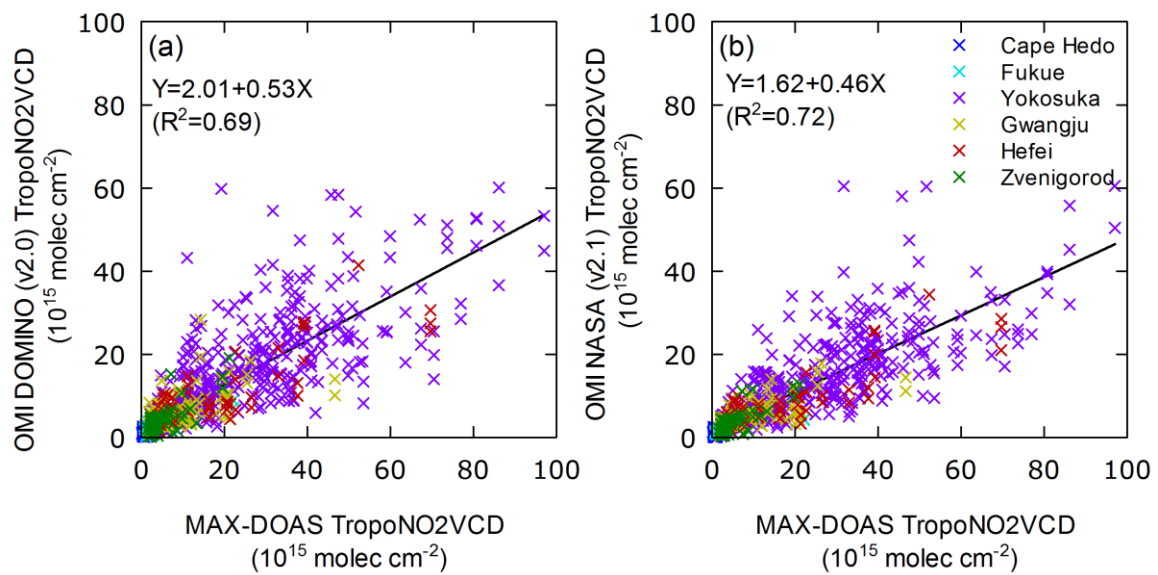 (a)
Y=2.01+0.53X
(R²=0.69)
OMI DOMINO (v2.0) TropoNO2VCD
(10¹⁵ molec cm⁻²)
100
80
60
40
20
0
0 20 40 60 80 100
MAX-DOAS TropoNO2VCD
(10¹⁵ molec cm⁻²)
(b)
Y=1.62+0.46X
(R²=0.72)
Cape Hedo
Fukue
Yokosuka
Gwangju
Hefei
Zvenigorod
OMI NASA (v2.1) TropoNO2VCD
(10¹⁵ molec cm⁻²)
100
80
60
40
20
0
0 20 40 60 80 100
MAX-DOAS TropoNO2VCD
(10¹⁵ molec cm⁻²)